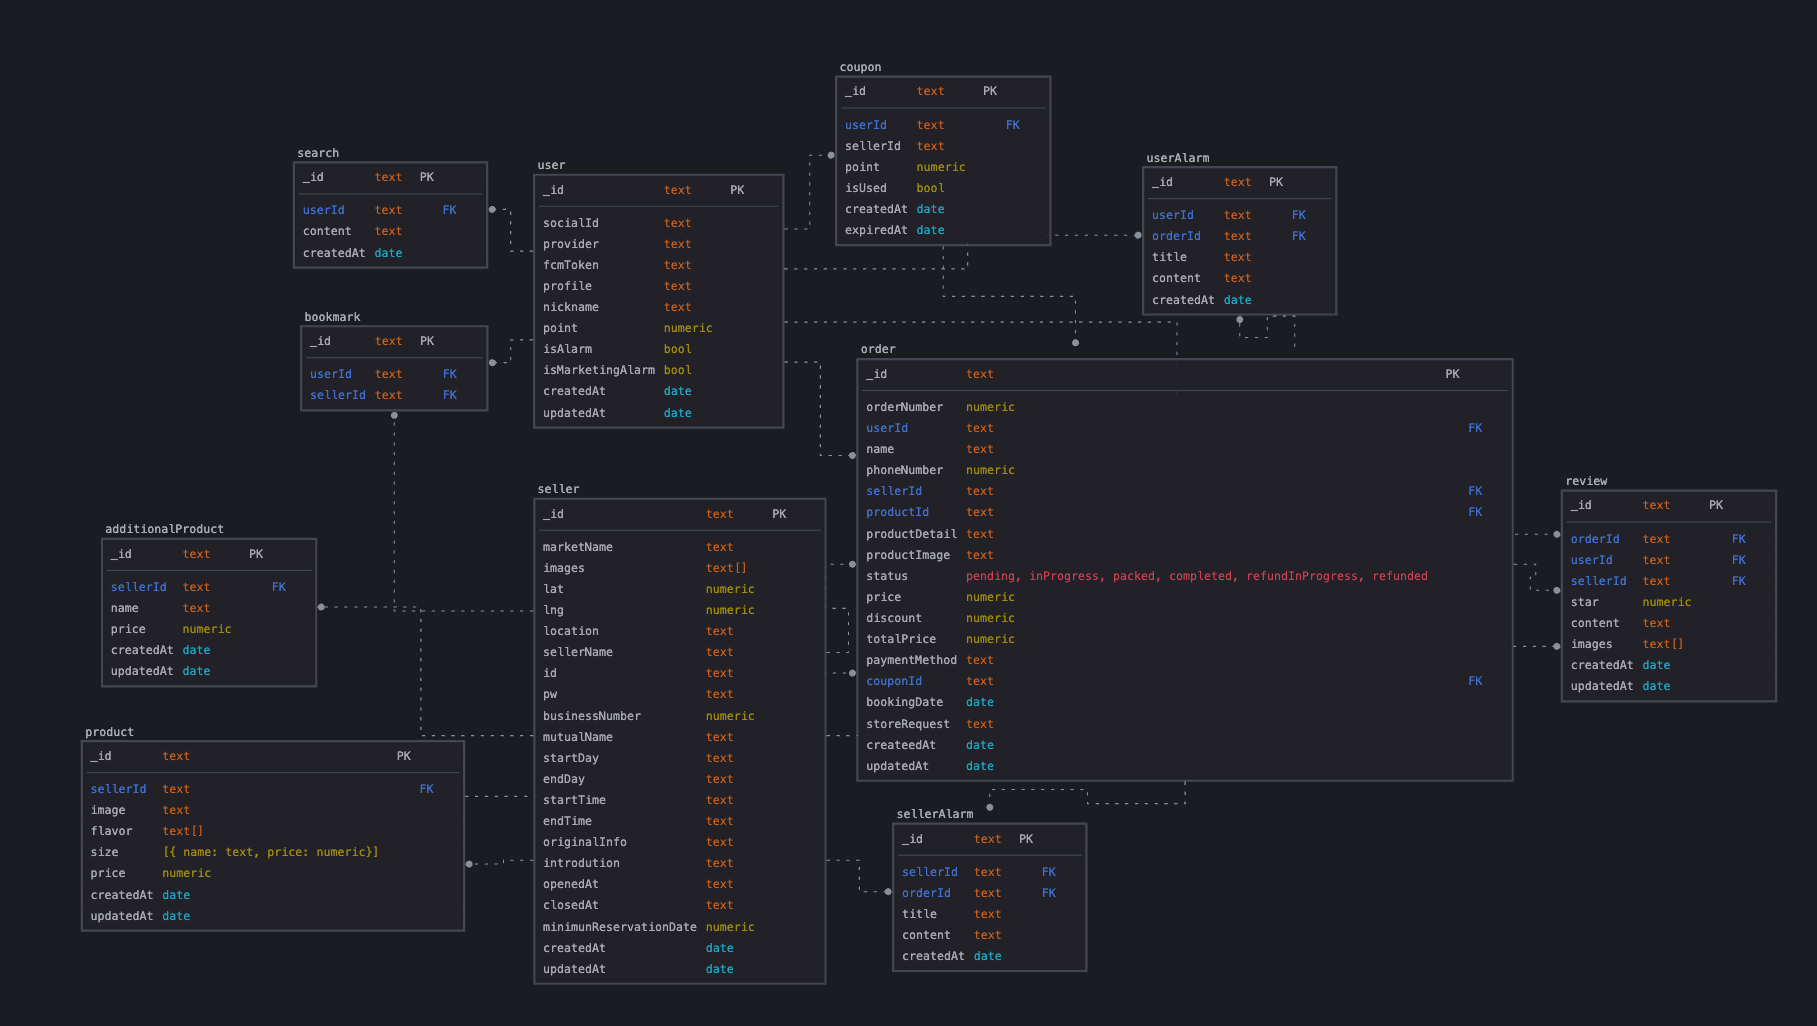 coupon
_id text PK
userId text FK
sellerId text
point numeric
isUsed bool
createdAt date
expiredAt date
search
_id text PK
userId text FK
content text
createdAt date
user
_id text PK
socialId text
provider text
fcmToken text
profile text
nickname text
point numeric
isAlarm bool
isMarketingAlarm bool
createdAt date
updatedAt date
userAlarm
_id text PK
userId text FK
orderId text FK
title text
content text
createdAt date
bookmark
_id text PK
userId text FK
sellerId text FK
order
_id text PK
orderNumber numeric
userId text FK
name text
phoneNumber numeric
sellerId text FK
productId text FK
productDetail text
productImage text
status pending, inProgress, packed, completed, refundInProgress, refunded
price numeric
discount numeric
totalPrice numeric
paymentMethod text
couponId text FK
bookingDate date
storeRequest text
createedAt date
updatedAt date
review
_id text PK
orderId text FK
userId text FK
sellerId text FK
star numeric
content text
images text[]
createdAt date
updatedAt date
seller
_id text PK
marketName text
images text[]
lat numeric
lng numeric
location text
sellerName text
id text
pw text
businessNumber numeric
mutualName text
startDay text
endDay text
startTime text
endTime text
originalInfo text
introdution text
openedAt text
closedAt text
minimunReservationDate numeric
createdAt date
updatedAt date
additionalProduct
_id text PK
sellerId text FK
name text
price numeric
createdAt date
updatedAt date
product
_id text PK
sellerId text FK
image text
flavor text[]
size [{ name: text, price: numeric}]
price numeric
createdAt date
updatedAt date
sellerAlarm
_id text PK
sellerId text FK
orderId text FK
title text
content text
createdAt date